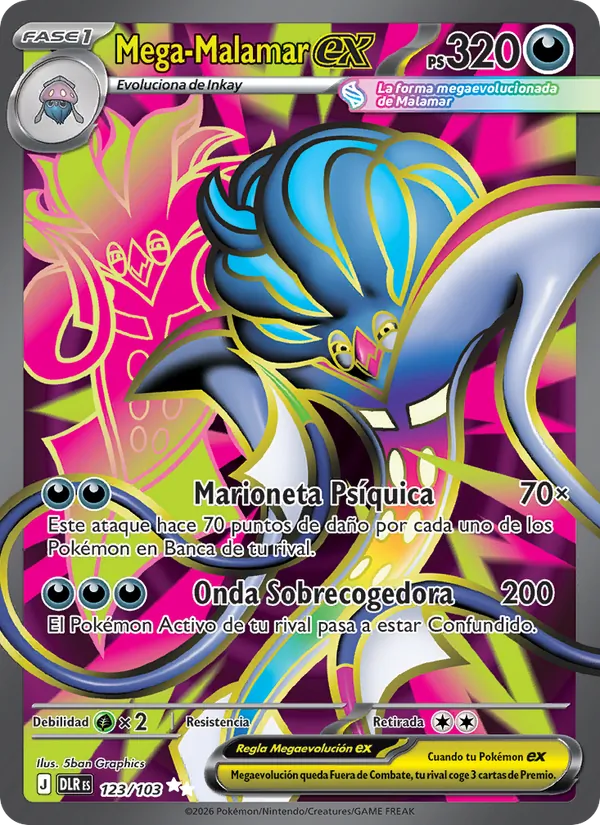 FASE 1
Mega-Malamar ex
PS 320
Evoluciona de Inkay
La forma megaevolucionada
de Malamar
Marioneta Psíquica 70×
Este ataque hace 70 puntos de daño por cada uno de los
Pokémon en Banca de tu rival.
Onda Sobrecogedora 200
El Pokémon Activo de tu rival pasa a estar Confundido.
Debilidad ×2 Resistencia Retirada
Ilus. 5ban Graphics
Regla Megaevolución ex Cuando tu Pokémon ex
Megaevolución queda Fuera de Combate, tu rival coge 3 cartas de Premio.
J DLR ES 123/103
©2026 Pokémon/Nintendo/Creatures/GAME FREAK